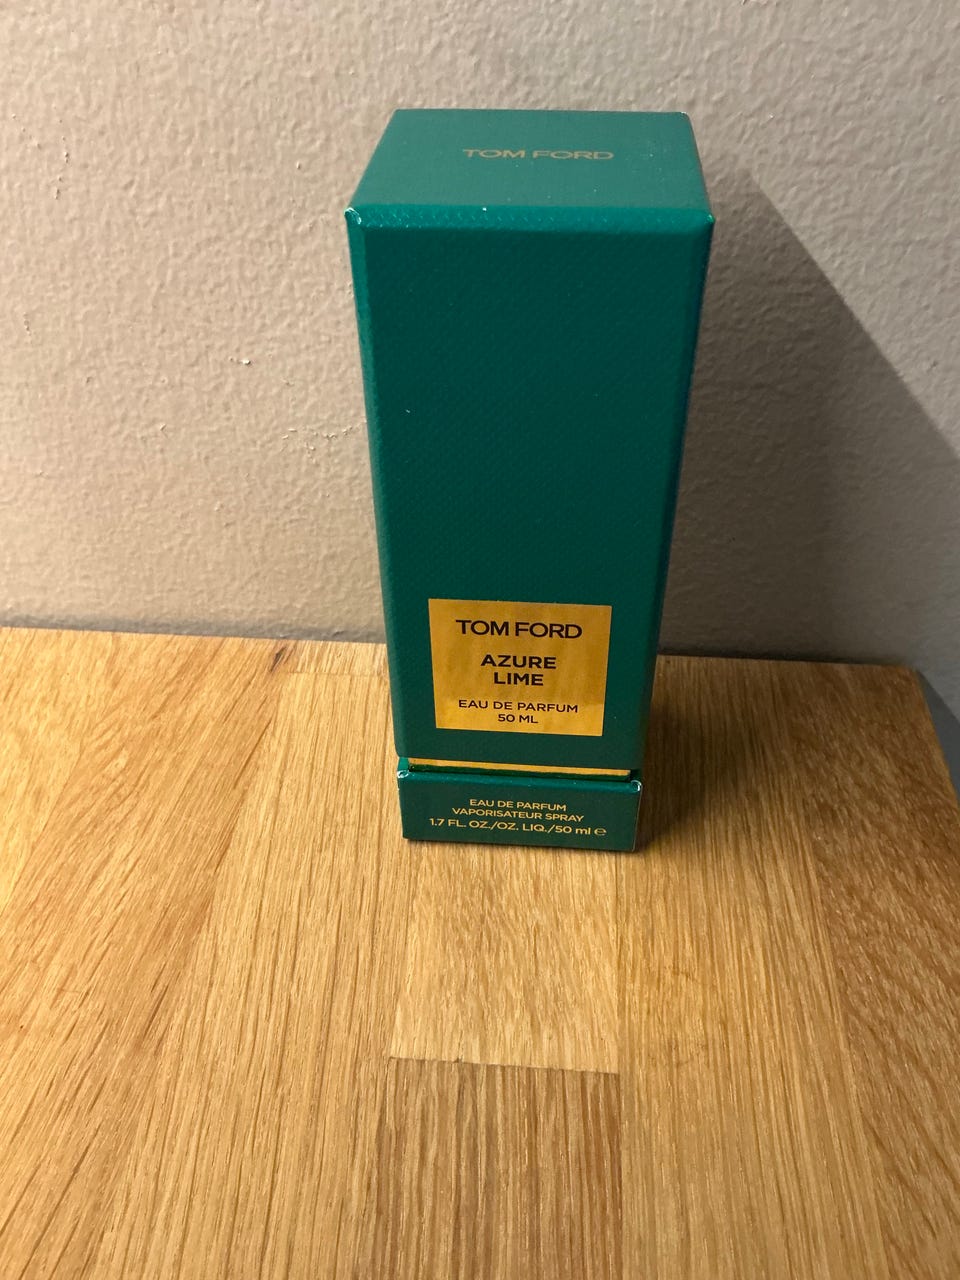 TOM FORD
TOM FORD
AZURE
LIME
EAU DE PARFUM
50 ML
EAU DE PARFUM
VAPORISATEUR SPRAY
1.7 FL. OZ./OZ. LIQ./50 ml ℮